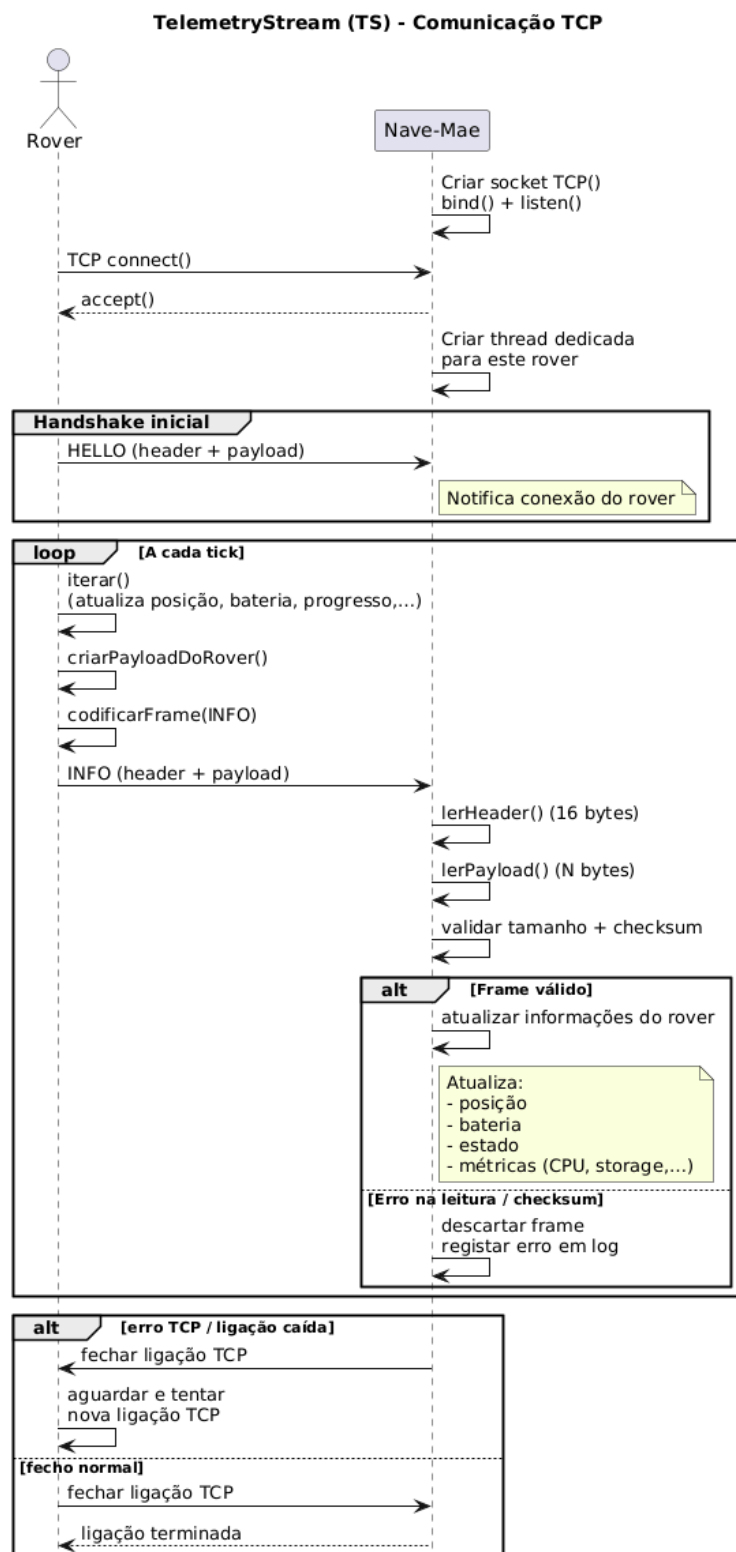 TelemetryStream (TS) - Comunicação TCP
Rover
Nave-Mae
Criar socket TCP()
bind() + listen()
TCP connect()
accept()
Criar thread dedicada
para este rover
Handshake inicial
HELLO (header + payload)
Notifica conexão do rover
loop [A cada tick]
iterar()
(atualiza posição, bateria, progresso,...)
criarPayloadDoRover()
codificarFrame(INFO)
INFO (header + payload)
lerHeader() (16 bytes)
lerPayload() (N bytes)
validar tamanho + checksum
alt [Frame válido]
atualizar informações do rover
Atualiza:
- posição
- bateria
- estado
- métricas (CPU, storage,...)
[Erro na leitura / checksum]
descartar frame
registar erro em log
alt [erro TCP / ligação caída]
fechar ligação TCP
aguardar e tentar
nova ligação TCP
[fecho normal]
fechar ligação TCP
ligação terminada